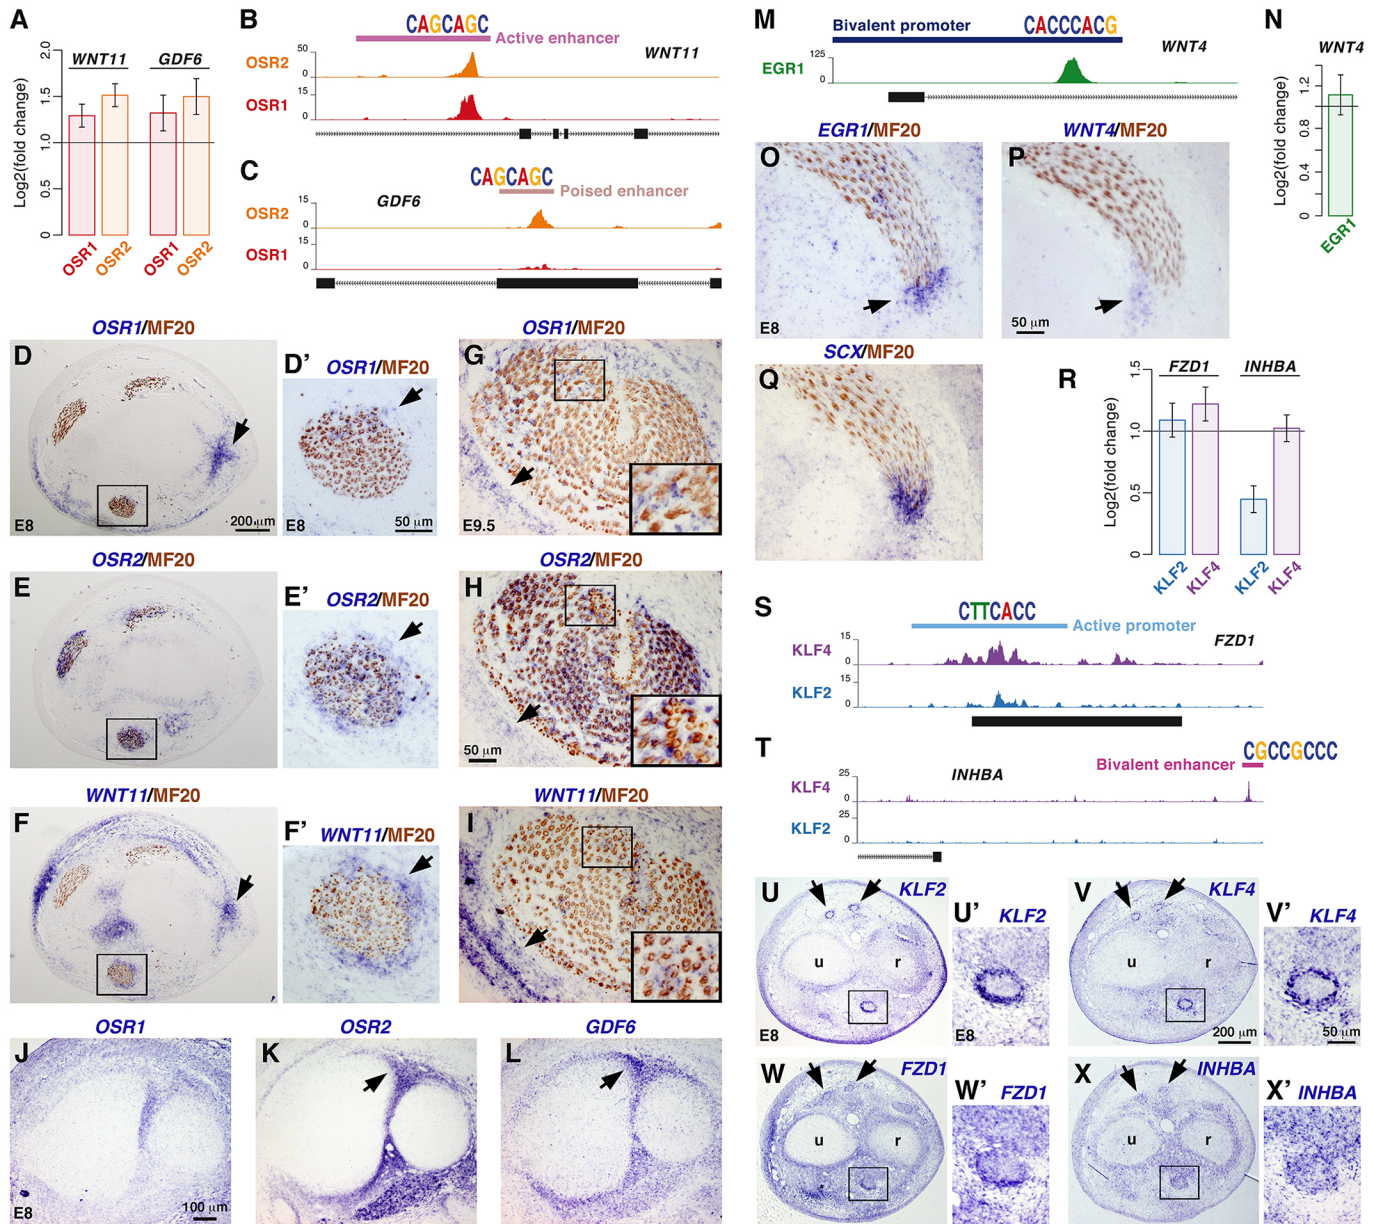 A
WNT11 GDF6
Log2(fold change)
2.0
1.5
1.0
0.5
0
OSR1 OSR2 OSR1 OSR2
B
CAGCAGC
Active enhancer
WNT11
OSR2 50 0
OSR1 15 0
C
CAGCAGC
Poised enhancer
GDF6
OSR2 15 0
OSR1 15 0
OSR1/MF20
D
E8
200 μm
D' OSR1/MF20
E8
50 μm
OSR1/MF20
G
E9.5
OSR2/MF20
E
E' OSR2/MF20
OSR2/MF20
H
50 μm
WNT11/MF20
F
F' WNT11/MF20
WNT11/MF20
I
OSR1
J
E8
100 μm
OSR2
K
GDF6
L
M
Bivalent promoter
CACCCACG
WNT4
EGR1 125 0
N
WNT4
Log2(fold change)
1.2
0.8
0.4
0
EGR1
EGR1/MF20
O
E8
WNT4/MF20
P
50 μm
SCX/MF20
Q
R
FZD1 INHBA
Log2(fold change)
1.5
1.0
0.5
0
KLF2 KLF4 KLF2 KLF4
S
CTTCACC
Active promoter
FZD1
KLF4 15 0
KLF2 15 0
T
CGCCGCCC
Bivalent enhancer
INHBA
KLF4 25 0
KLF2 25 0
U KLF2
u r
E8
U' KLF2
E8
V KLF4
u r
200 μm
V' KLF4
50 μm
W FZD1
u r
W' FZD1
X INHBA
u r
X' INHBA